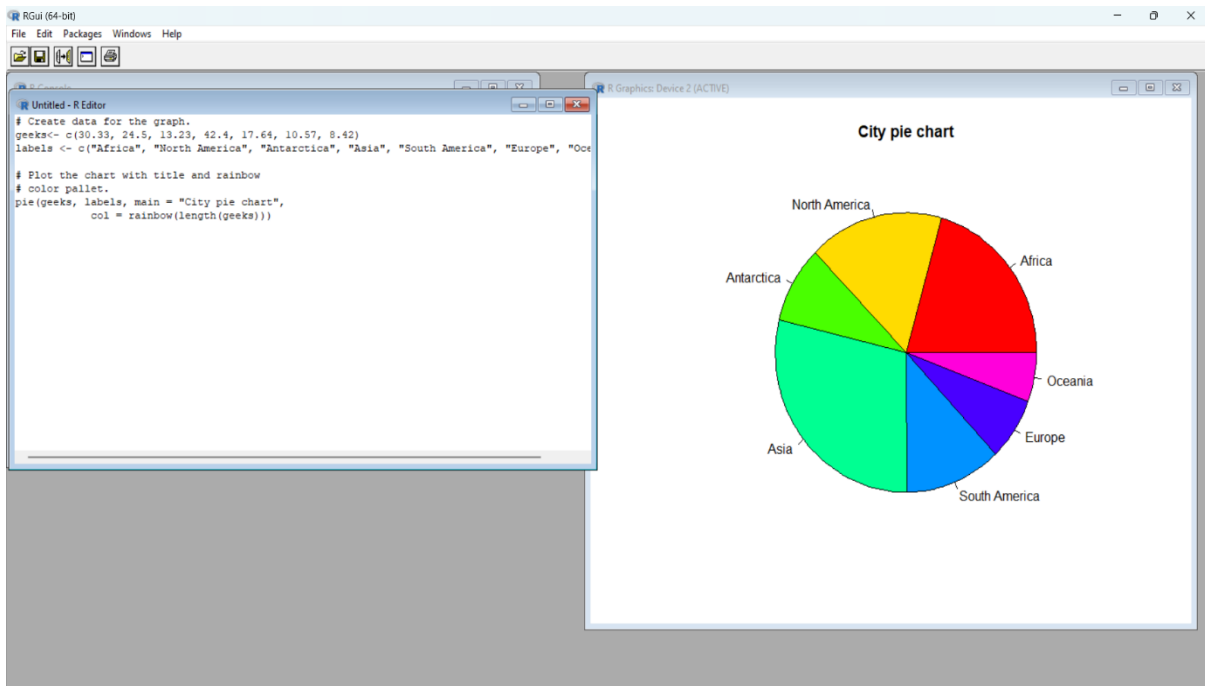 RGui (64-bit)
File Edit Packages Windows Help
R Console
Untitled - R Editor
# Create data for the graph.
geeks<- c(30.33, 24.5, 13.23, 42.4, 17.64, 10.57, 8.42)
labels <- c("Africa", "North America", "Antarctica", "Asia", "South America", "Europe", "Oce
# Plot the chart with title and rainbow
# color pallet.
pie(geeks, labels, main = "City pie chart",
col = rainbow(length(geeks)))
R Graphics: Device 2 (ACTIVE)
City pie chart
North America
Africa
Antarctica
Oceania
Europe
Asia
South America